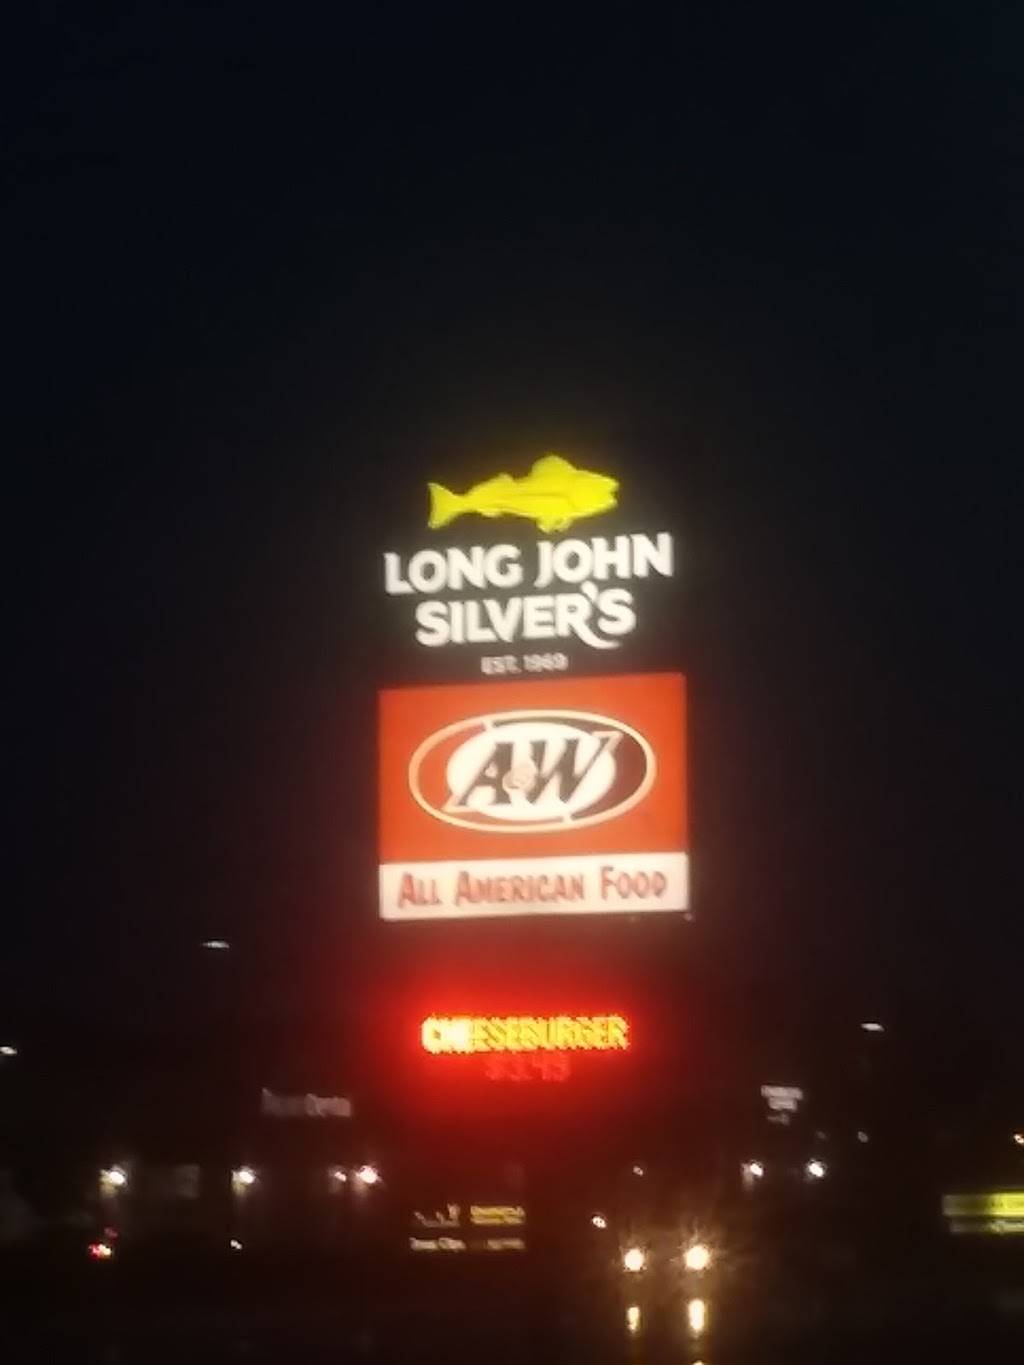 LONG JOHN
SILVER'S
EST. 1969
A&W
ALL AMERICAN FOOD
CHEESEBURGER